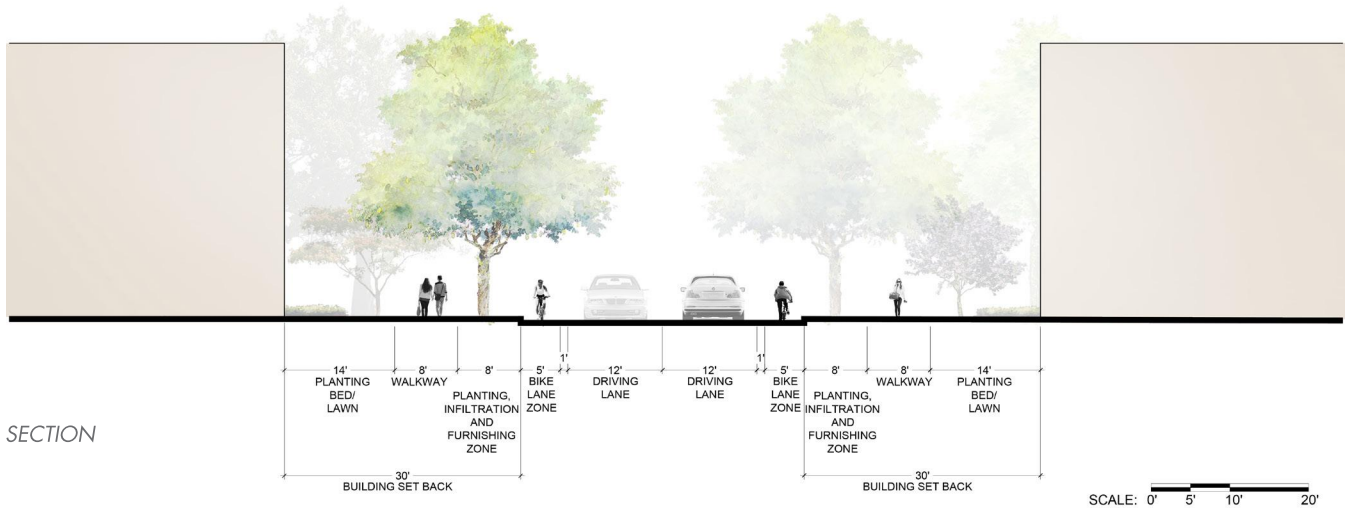 1'
1'
14'
8'
8'
5'
12'
12'
5'
8'
8'
14'
PLANTING
BED/
LAWN
WALKWAY
PLANTING,
INFILTRATION
AND
FURNISHING
ZONE
BIKE
LANE
ZONE
DRIVING
LANE
DRIVING
LANE
BIKE
LANE
ZONE
PLANTING,
INFILTRATION
AND
FURNISHING
ZONE
WALKWAY
PLANTING
BED/
LAWN
SECTION
30'
BUILDING SET BACK
30'
BUILDING SET BACK
SCALE: 0' 5' 10' 20'